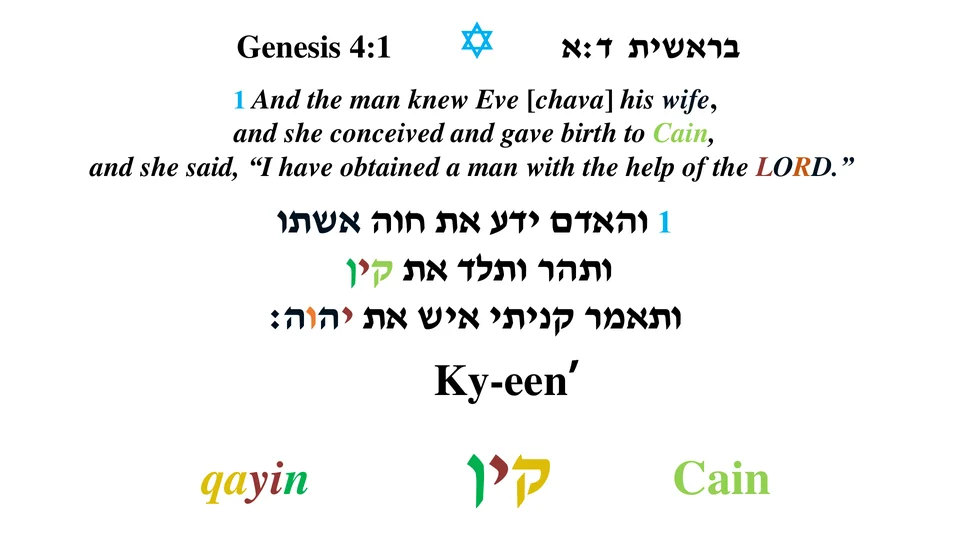 Genesis 4:1 ✡ בראשית ד:א
1 And the man knew Eve [chava] his wife,
and she conceived and gave birth to Cain,
and she said, “I have obtained a man with the help of the LORD.”
1 והאדם ידע את חוה אשתו
ותהר ותלד את קין
ותאמר קניתי איש את יהוה:
Ky-een′
qayin קין Cain